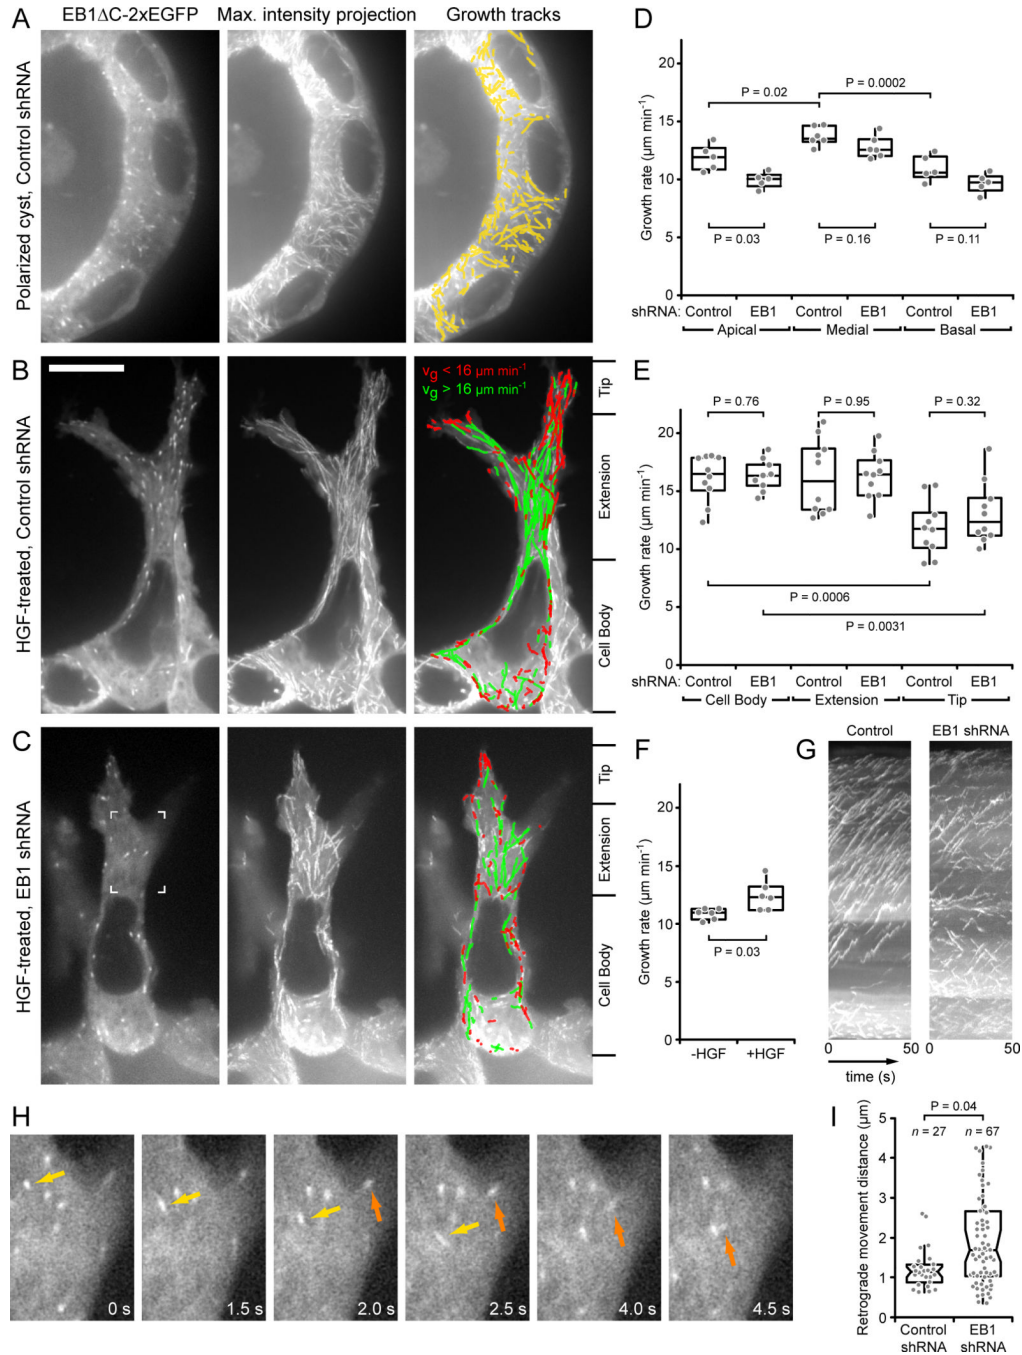 A
EB1ΔC-2xEGFP
Max. intensity projection
Growth tracks
Polarized cyst, Control shRNA
B
HGF-treated, Control shRNA
vg < 16 µm min-1
vg > 16 µm min-1
Tip
Extension
Cell Body
C
HGF-treated, EB1 shRNA
Tip
Extension
Cell Body
D
Growth rate (µm min-1)
20
15
10
5
0
P = 0.02
P = 0.0002
P = 0.03
P = 0.16
P = 0.11
shRNA: Control EB1 Control EB1 Control EB1
Apical Medial Basal
E
Growth rate (µm min-1)
20
15
10
5
0
P = 0.76
P = 0.95
P = 0.32
P = 0.0006
P = 0.0031
shRNA: Control EB1 Control EB1 Control EB1
Cell Body Extension Tip
F
Growth rate (µm min-1)
20
15
10
5
0
P = 0.03
-HGF +HGF
G
Control
EB1 shRNA
0 50 0 50
time (s)
H
0 s
1.5 s
2.0 s
2.5 s
4.0 s
4.5 s
I
Retrograde movement distance (µm)
5
4
3
2
1
0
P = 0.04
n = 27
n = 67
Control
shRNA
EB1
shRNA